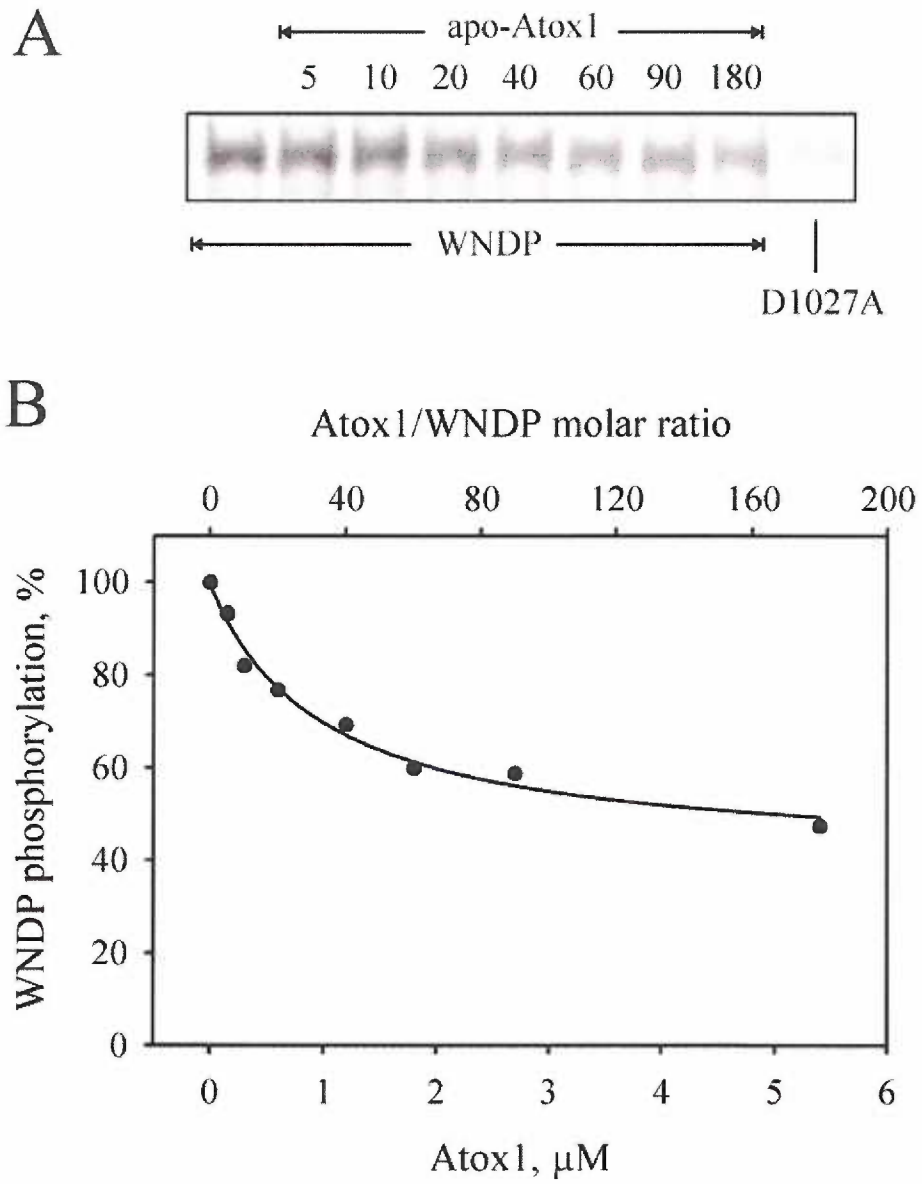 A
apo-Atox1
5 10 20 40 60 90 180
WNDP
D1027A
B
Atox1/WNDP molar ratio
0 40 80 120 160 200
WNDP phosphorylation, %
100
80
60
40
20
0
0 1 2 3 4 5 6
Atox1, μM